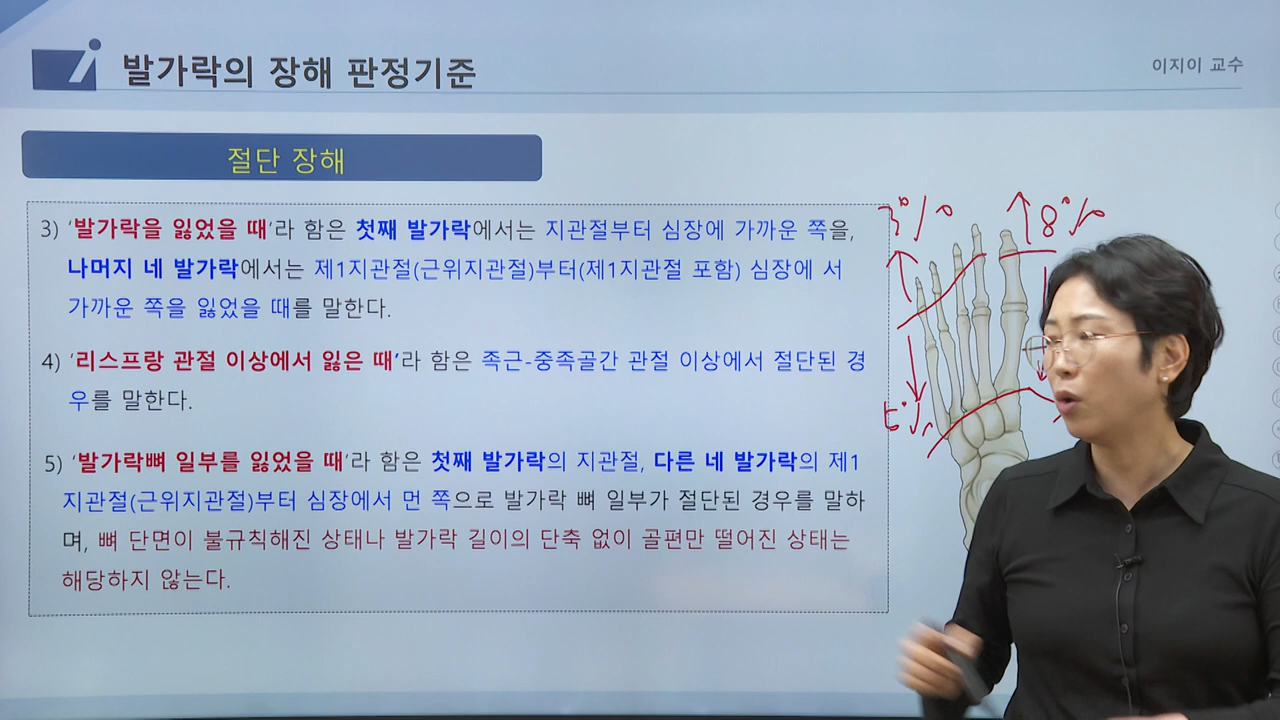 발가락의 장해 판정기준
이지이 교수
절단 장해
3) ‘발가락을 잃었을 때‘라 함은 첫째 발가락에서는 지관절부터 심장에 가까운 쪽을,
나머지 네 발가락에서는 제1지관절(근위지관절)부터(제1지관절 포함) 심장에 서
가까운 쪽을 잃었을 때를 말한다.
4) ‘리스프랑 관절 이상에서 잃은 때‘라 함은 족근-중족골간 관절 이상에서 절단된 경
우를 말한다.
5) ‘발가락뼈 일부를 잃었을 때‘라 함은 첫째 발가락의 지관절, 다른 네 발가락의 제1
지관절(근위지관절)부터 심장에서 먼 쪽으로 발가락 뼈 일부가 절단된 경우를 말하
며, 뼈 단면이 불규칙해진 상태나 발가락 길이의 단축 없이 골편만 떨어진 상태는
해당하지 않는다.
3%
8%